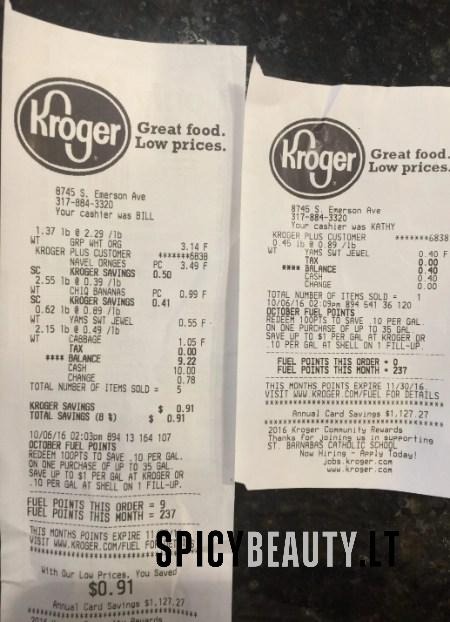 Kroger
Great food.
Low prices.
8745 S. Emerson Ave
317-884-3320
Your cashier was BILL
1.37 lb @ 2.29 /lb
WT GRP WHT ORG 3.14 F
KROGER PLUS CUSTOMER *******6838
NAVEL ORNGES PC 3.49 F
SC KROGER SAVINGS 0.50
2.55 lb @ 0.39 /lb
WT CHIQ BANANAS PC 0.99 F
SC KROGER SAVINGS 0.41
0.62 lb @ 0.89 /lb
WT YAMS SWT JEWEL 0.55 F
2.15 lb @ 0.49 /lb
WT CABBAGE 1.05 F
TAX 0.00
**** BALANCE 9.22
CASH 10.00
CHANGE 0.78
TOTAL NUMBER OF ITEMS SOLD = 5
KROGER SAVINGS $ 0.91
TOTAL SAVINGS (8 %) $ 0.91
10/06/16 02:03pm 894 13 164 107
OCTOBER FUEL POINTS
REDEEM 100PTS TO SAVE .10 PER GAL.
ON ONE PURCHASE OF UP TO 35 GAL
SAVE UP TO $1 PER GAL AT KROGER OR
.10 PER GAL AT SHELL ON 1 FILL-UP.
FUEL POINTS THIS ORDER = 9
FUEL POINTS THIS MONTH = 237
THIS MONTHS POINTS EXPIRE 11
VISIT WWW.KROGER.COM/FUEL FOR
With Our Low Prices, You Saved
$0.91
Annual Card Savings $1,127.27
Kroger
Great food.
Low prices.
8745 S. Emerson Ave
317-884-3320
Your cashier was KATHY
KROGER PLUS CUSTOMER *******6838
0.45 lb @ 0.89 /lb
WT YAMS SWT JEWEL 0.40 F
TAX 0.00
**** BALANCE 0.40
CASH 0.40
CHANGE 0.00
TOTAL NUMBER OF ITEMS SOLD = 1
10/06/16 02:09pm 894 541 36 120
OCTOBER FUEL POINTS
REDEEM 100PTS TO SAVE .10 PER GAL.
ON ONE PURCHASE OF UP TO 35 GAL.
SAVE UP TO $1 PER GAL AT KROGER OR
.10 PER GAL AT SHELL ON 1 FILL-UP.
FUEL POINTS THIS ORDER = 0
FUEL POINTS THIS MONTH = 237
THIS MONTHS POINTS EXPIRE 11/30/16
VISIT WWW.KROGER.COM/FUEL FOR DETAILS
Annual Card Savings $1,127.27
2016 Kroger Community Rewards
Thanks for joining us in supporting
ST. BARNABAS CATHOLIC SCHOOL
Now Hiring - Apply Today!
jobs.kroger.com
www.kroger.com
SPICYBEAUTY.LT